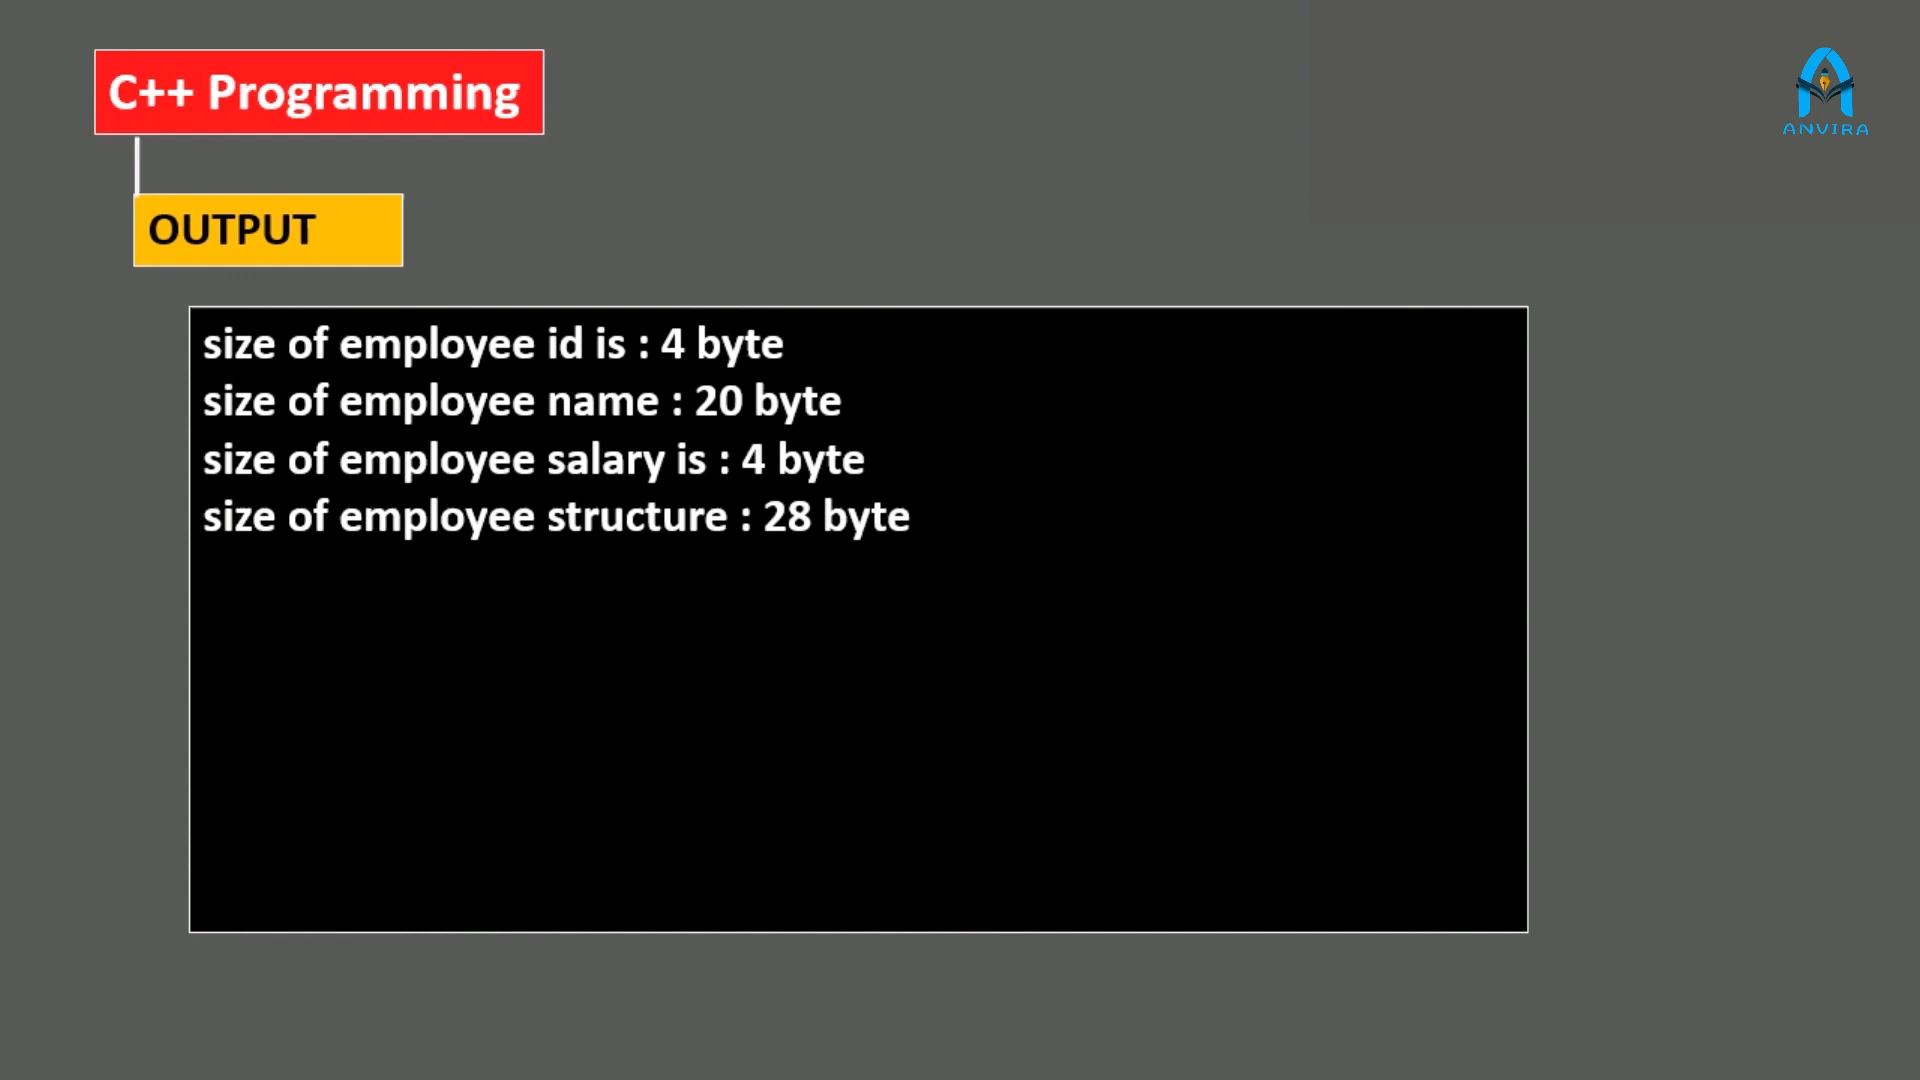 C++ Programming
ANVIRA
OUTPUT
size of employee id is : 4 byte
size of employee name : 20 byte
size of employee salary is : 4 byte
size of employee structure : 28 byte